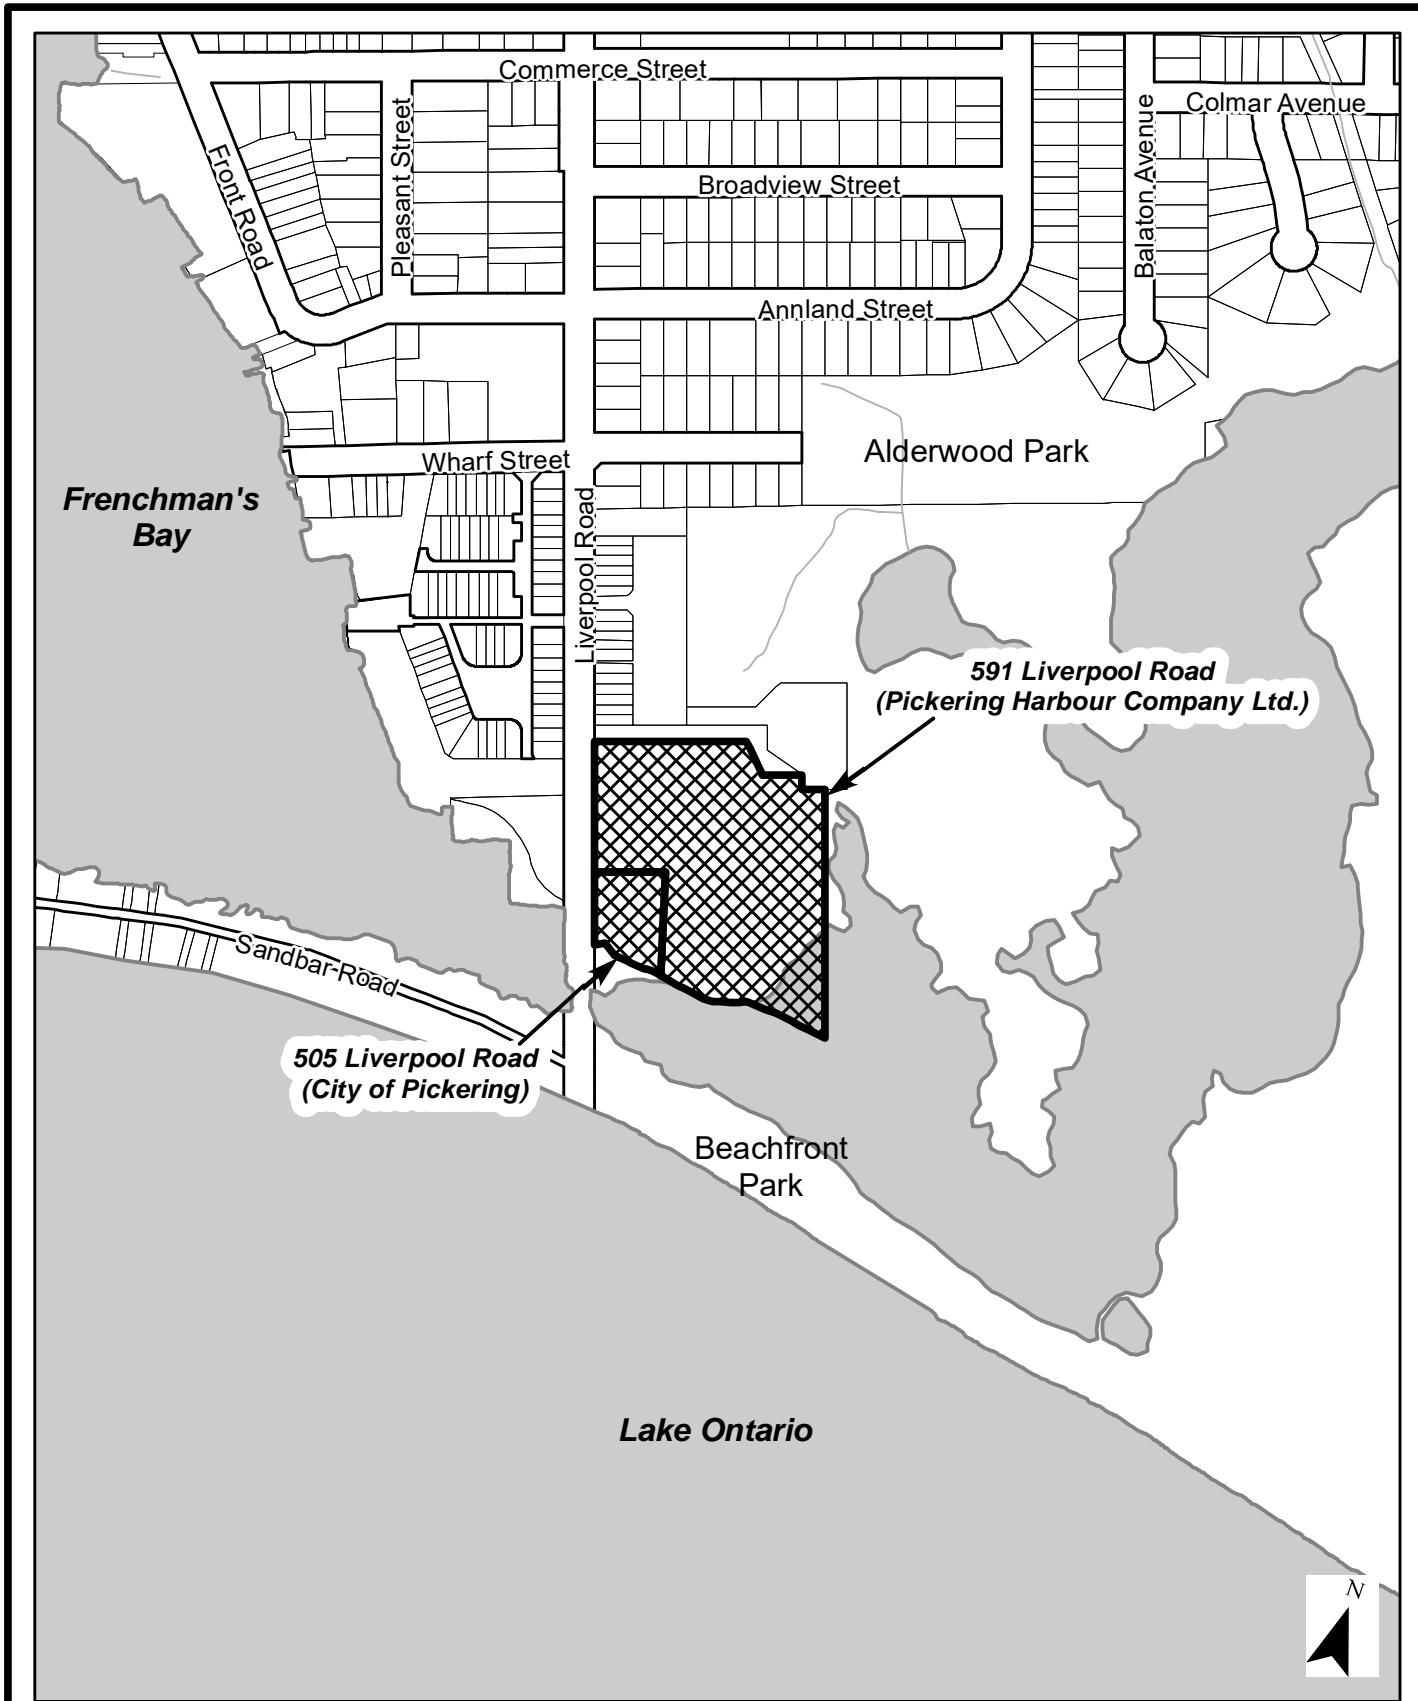 Commerce Street
Colmar Avenue
Pleasant Street
Front Road
Balaton Avenue
Broadview Street
Annland Street
Alderwood Park
Wharf Street
Frenchman's
Bay
Liverpool Road
591 Liverpool Road
(Pickering Harbour Company Ltd.)
Sandbar Road
505 Liverpool Road
(City of Pickering)
Beachfront
Park
Lake Ontario
N